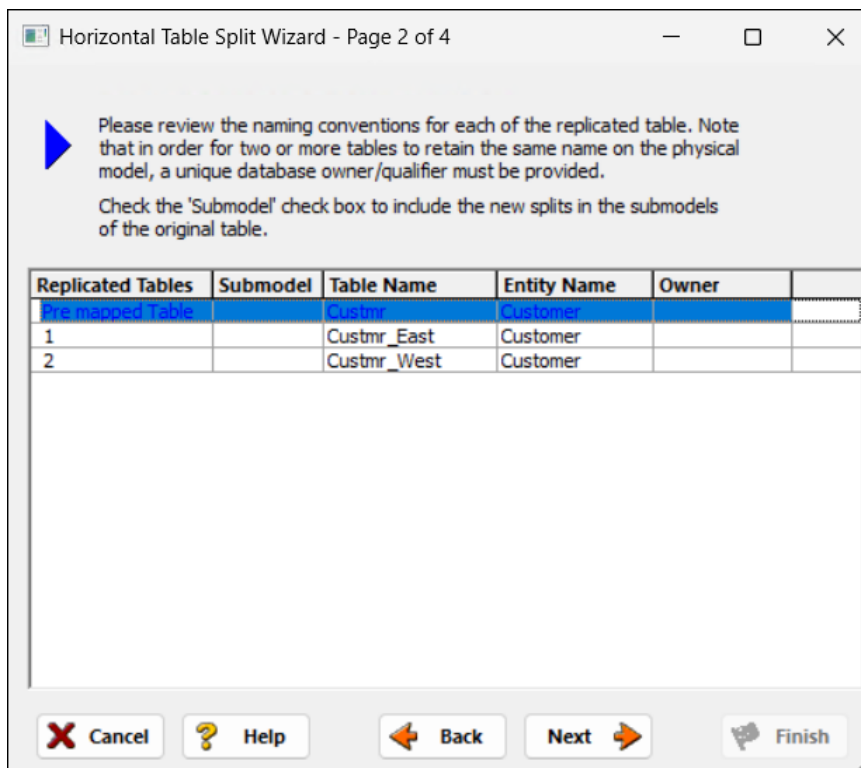 Horizontal Table Split Wizard - Page 2 of 4
Please review the naming conventions for each of the replicated table. Note
that in order for two or more tables to retain the same name on the physical
model, a unique database owner/qualifier must be provided.
Check the 'Submodel' check box to include the new splits in the submodels
of the original table.
Replicated Tables Submodel Table Name Entity Name Owner
Pre mapped Table Custmr Customer
1 Custmr_East Customer
2 Custmr_West Customer
Cancel Help Back Next Finish